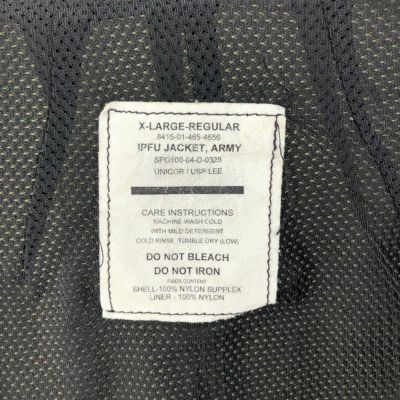 X-LARGE-REGULAR
8415-01-465-4656
IPFU JACKET, ARMY
SPO100-04-D-0325
UNICOR / USP LEE
CARE INSTRUCTIONS
MACHINE WASH COLD
WITH MILD DETERGENT
COLD RINSE, TUMBLE DRY (LOW)
DO NOT BLEACH
DO NOT IRON
FIBER CONTENT
SHELL-100% NYLON SUPPLEX
LINER - 100% NYLON